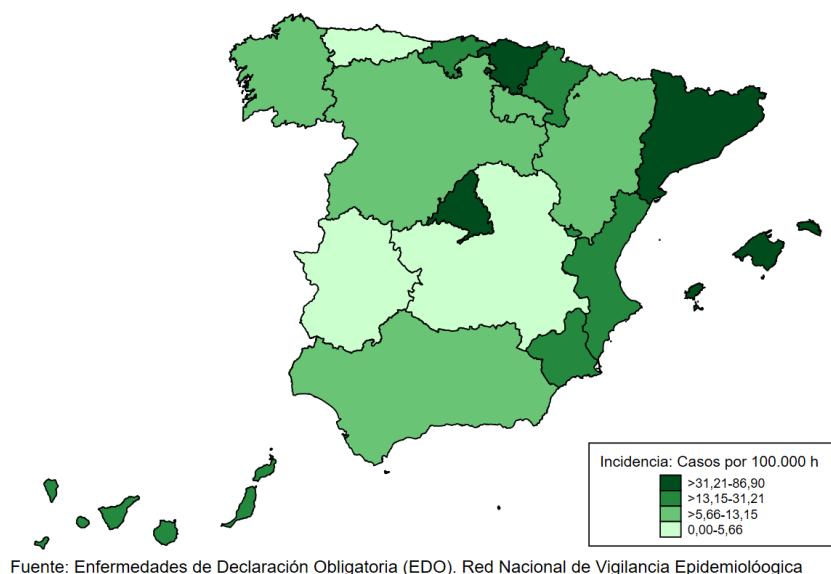 Incidencia: Casos por 100.000 h
>31,21-86,90
>13,15-31,21
>5,66-13,15
0,00-5,66
Fuente: Enfermedades de Declaración Obligatoria (EDO). Red Nacional de Vigilancia Epidemiolóogica